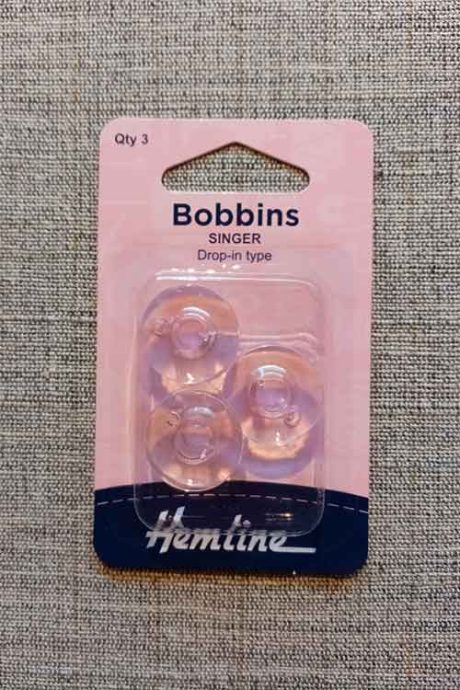 Qty 3
Bobbins
SINGER
Drop-in type
Hemline